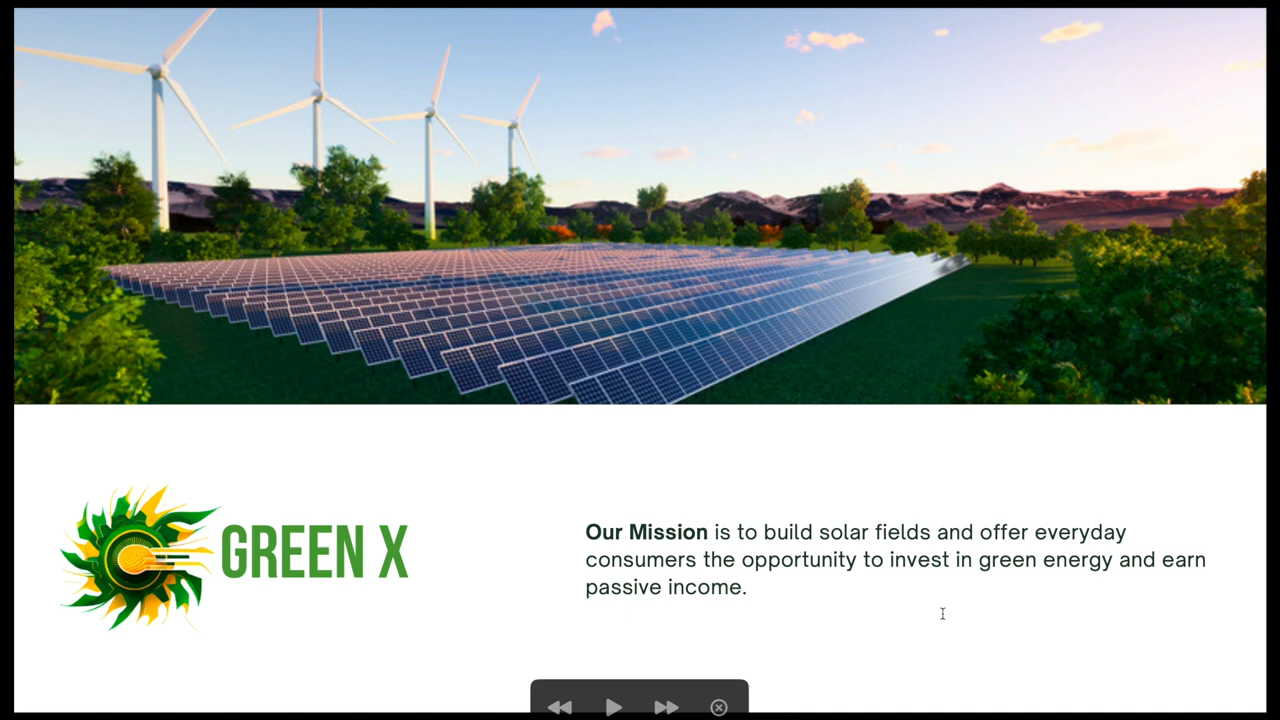 GREEN X
Our Mission is to build solar fields and offer everyday
consumers the opportunity to invest in green energy and earn
passive income.